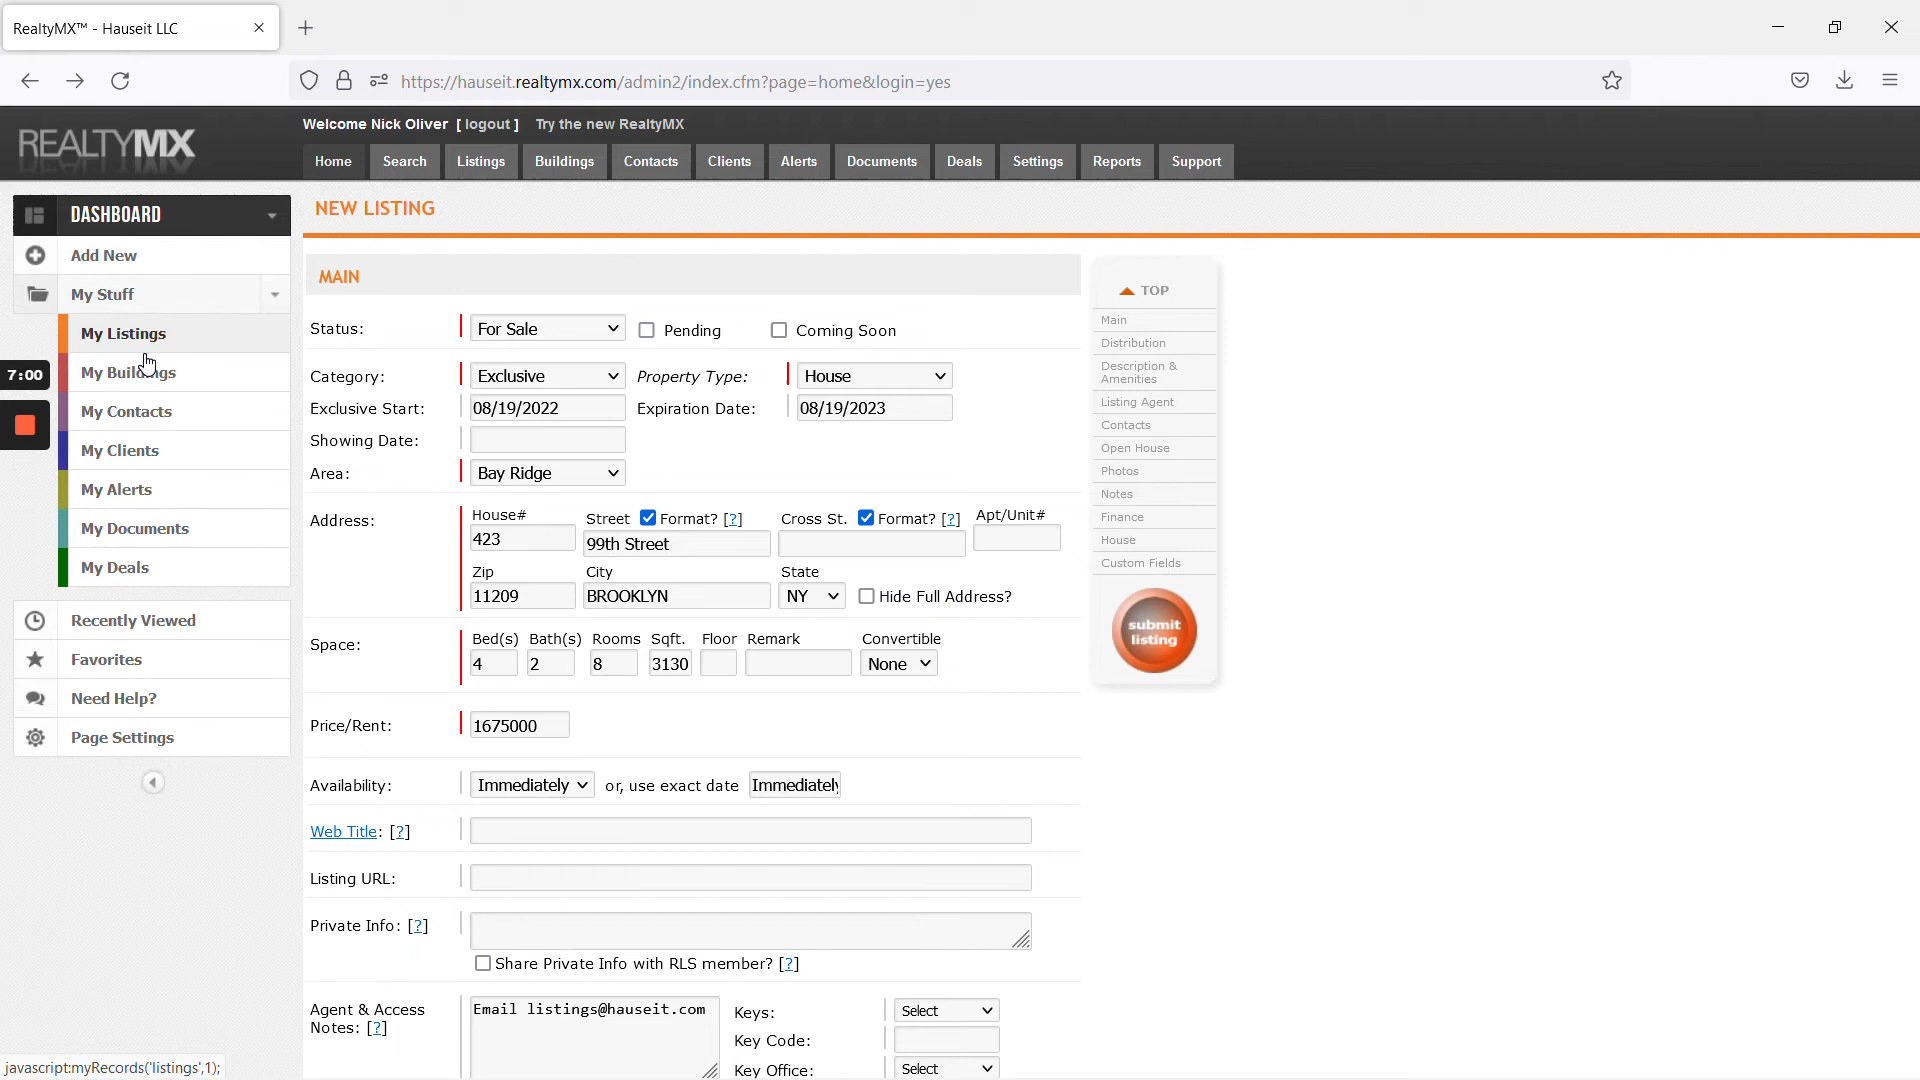 RealtyMX™ - Hauseit LLC
https://hauseit.realtymx.com/admin2/index.cfm?page=home&login=yes
REALTYMX
Welcome Nick Oliver [ logout ] Try the new RealtyMX
Home Search Listings Buildings Contacts Clients Alerts Documents Deals Settings Reports Support
DASHBOARD
Add New
My Stuff
My Listings
My Buildings
My Contacts
My Clients
My Alerts
My Documents
My Deals
Recently Viewed
Favorites
Need Help?
Page Settings
7:00
NEW LISTING
MAIN
Status: For Sale Pending Coming Soon
Category: Exclusive Property Type: House
Exclusive Start: 08/19/2022 Expiration Date: 08/19/2023
Showing Date:
Area: Bay Ridge
Address: House# Street Format? [?] Cross St. Format? [?] Apt/Unit#
423 99th Street
Zip City State
11209 BROOKLYN NY Hide Full Address?
Space: Bed(s) Bath(s) Rooms Sqft. Floor Remark Convertible
4 2 8 3130 None
Price/Rent: 1675000
Availability: Immediately or, use exact date Immediately
Web Title: [?]
Listing URL:
Private Info: [?]
Share Private Info with RLS member? [?]
Agent & Access Notes: [?]
Email listings@hauseit.com
Keys: Select
Key Code:
Key Office: Select
TOP
Main
Distribution
Description &
Amenities
Listing Agent
Contacts
Open House
Photos
Notes
Finance
House
Custom Fields
submit
listing
javascript:myRecords('listings',1);